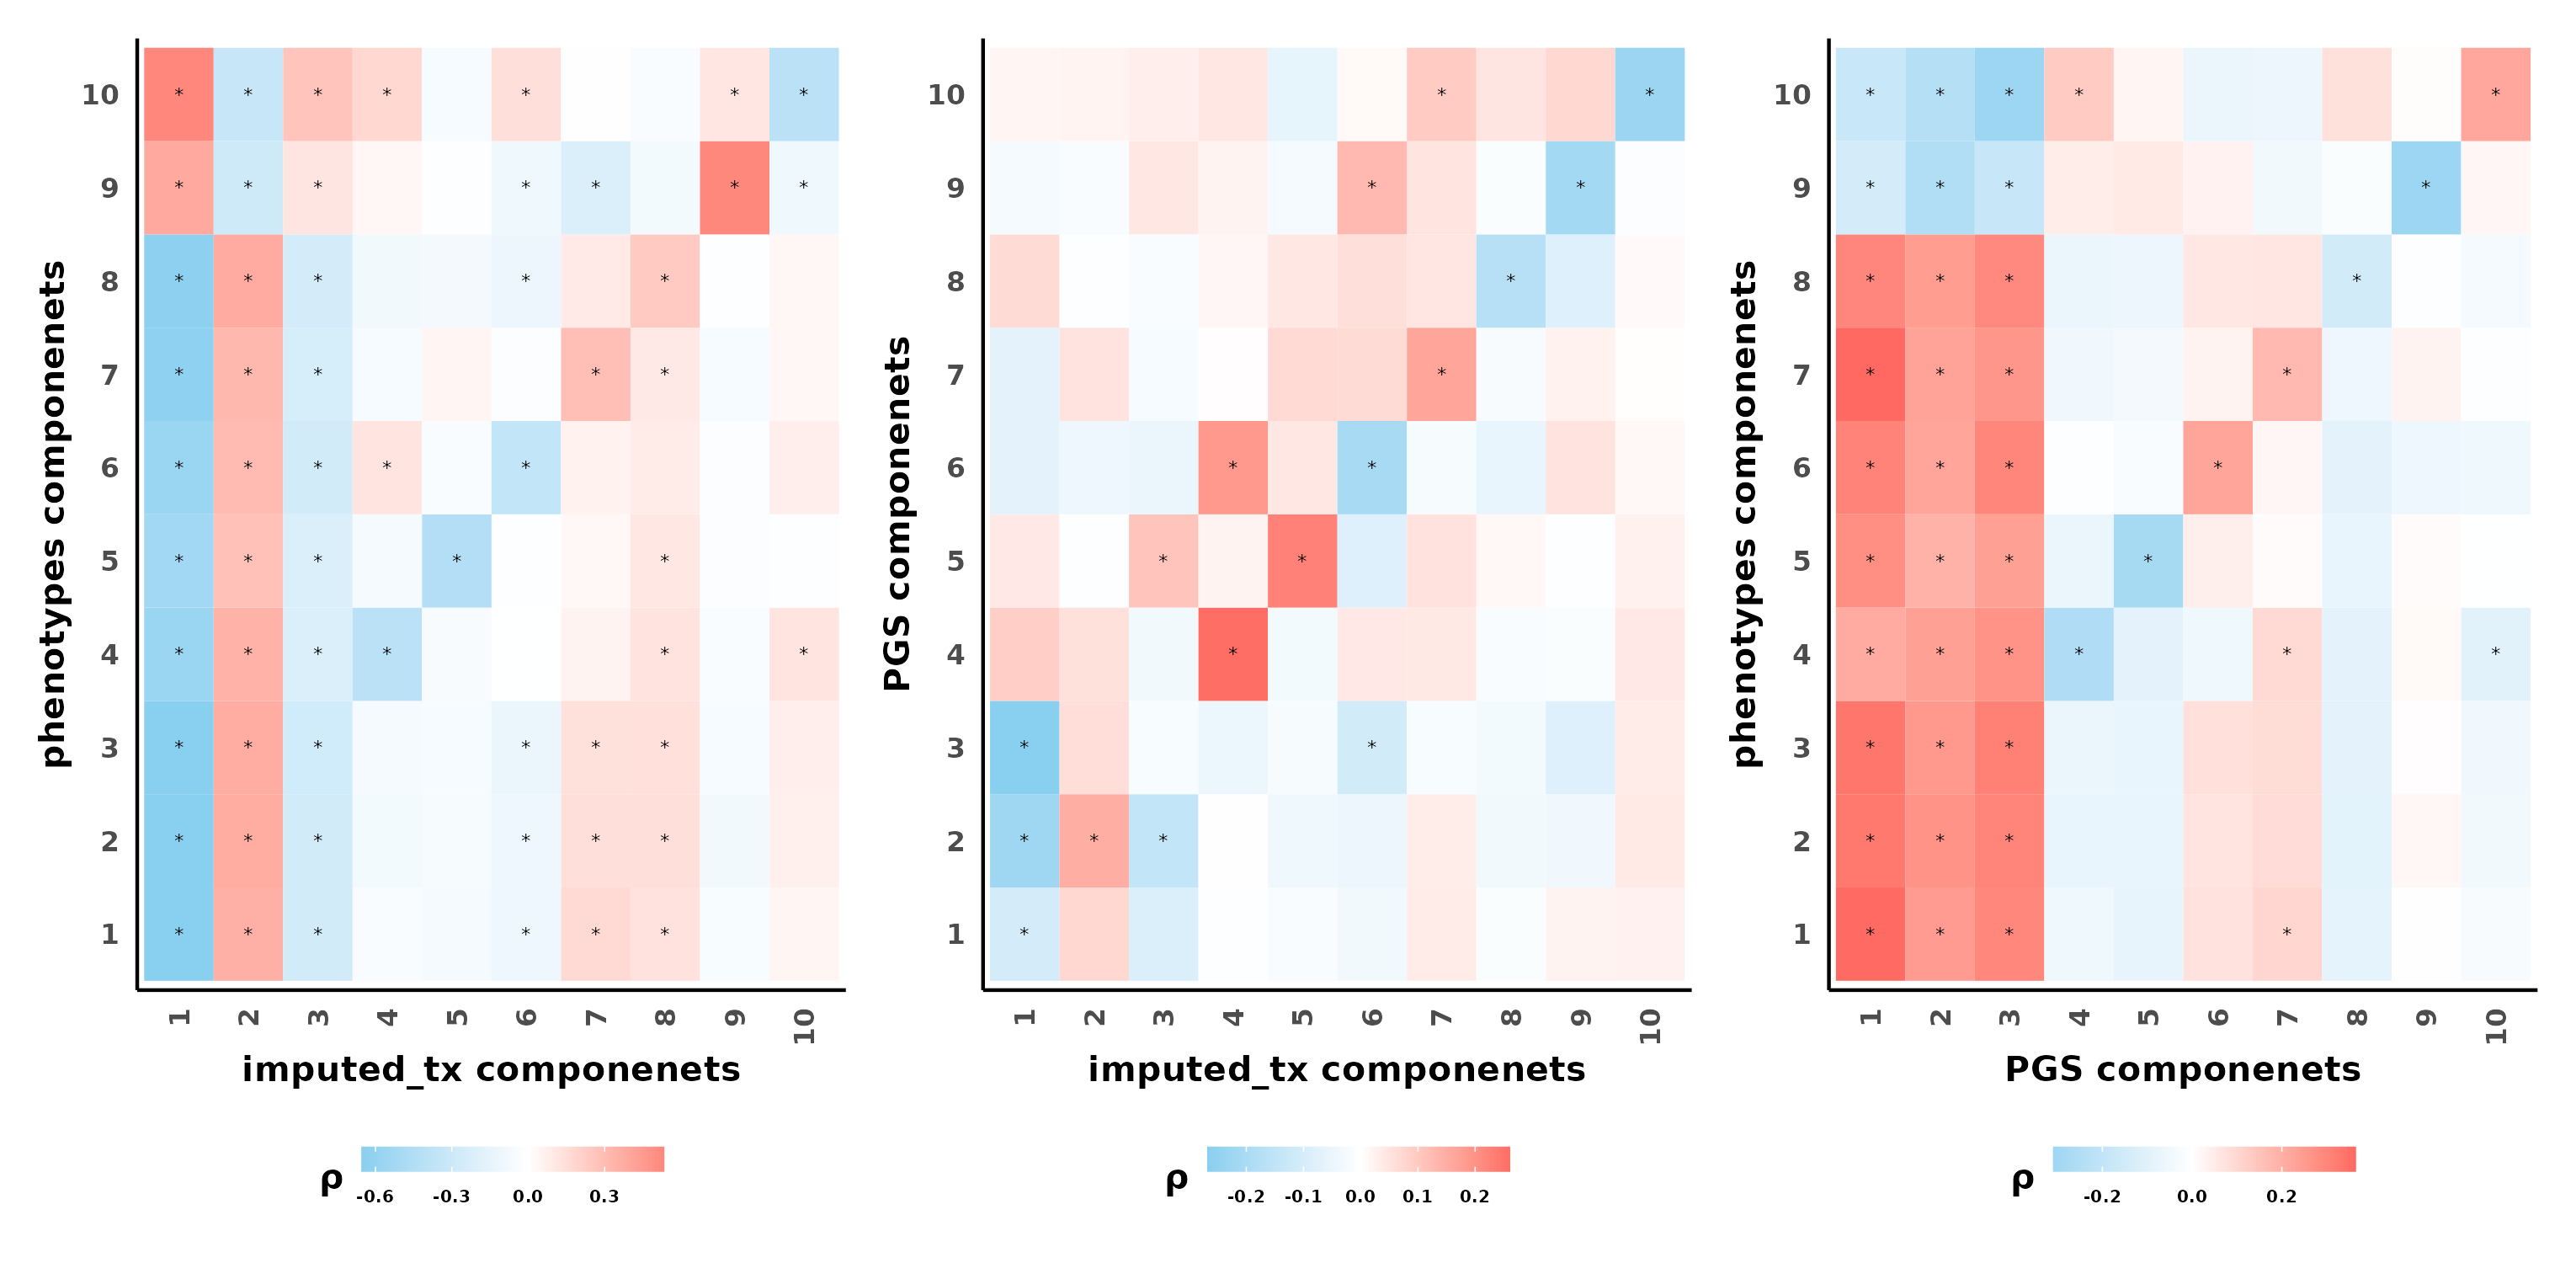 phenotypes componenets
10
9
8
7
6
5
4
3
2
1
* * * * * * *
* * * * * * *
* * * * *
* * * * *
* * * * *
* * * * *
* * * * * *
* * * * * *
* * * * * *
* * * * * *
1 2 3 4 5 6 7 8 9 10
imputed_tx componenets
ρ
-0.6 -0.3 0.0 0.3
PGS componenets
10
9
8
7
6
5
4
3
2
1
* *
* *
*
*
* *
* *
*
* *
* * *
*
1 2 3 4 5 6 7 8 9 10
imputed_tx componenets
ρ
-0.2 -0.1 0.0 0.1 0.2
phenotypes componenets
10
9
8
7
6
5
4
3
2
1
* * * * *
* * * *
* * * *
* * * *
* * * *
* * * *
* * * * * *
* * *
* * *
* * * *
1 2 3 4 5 6 7 8 9 10
PGS componenets
ρ
-0.2 0.0 0.2